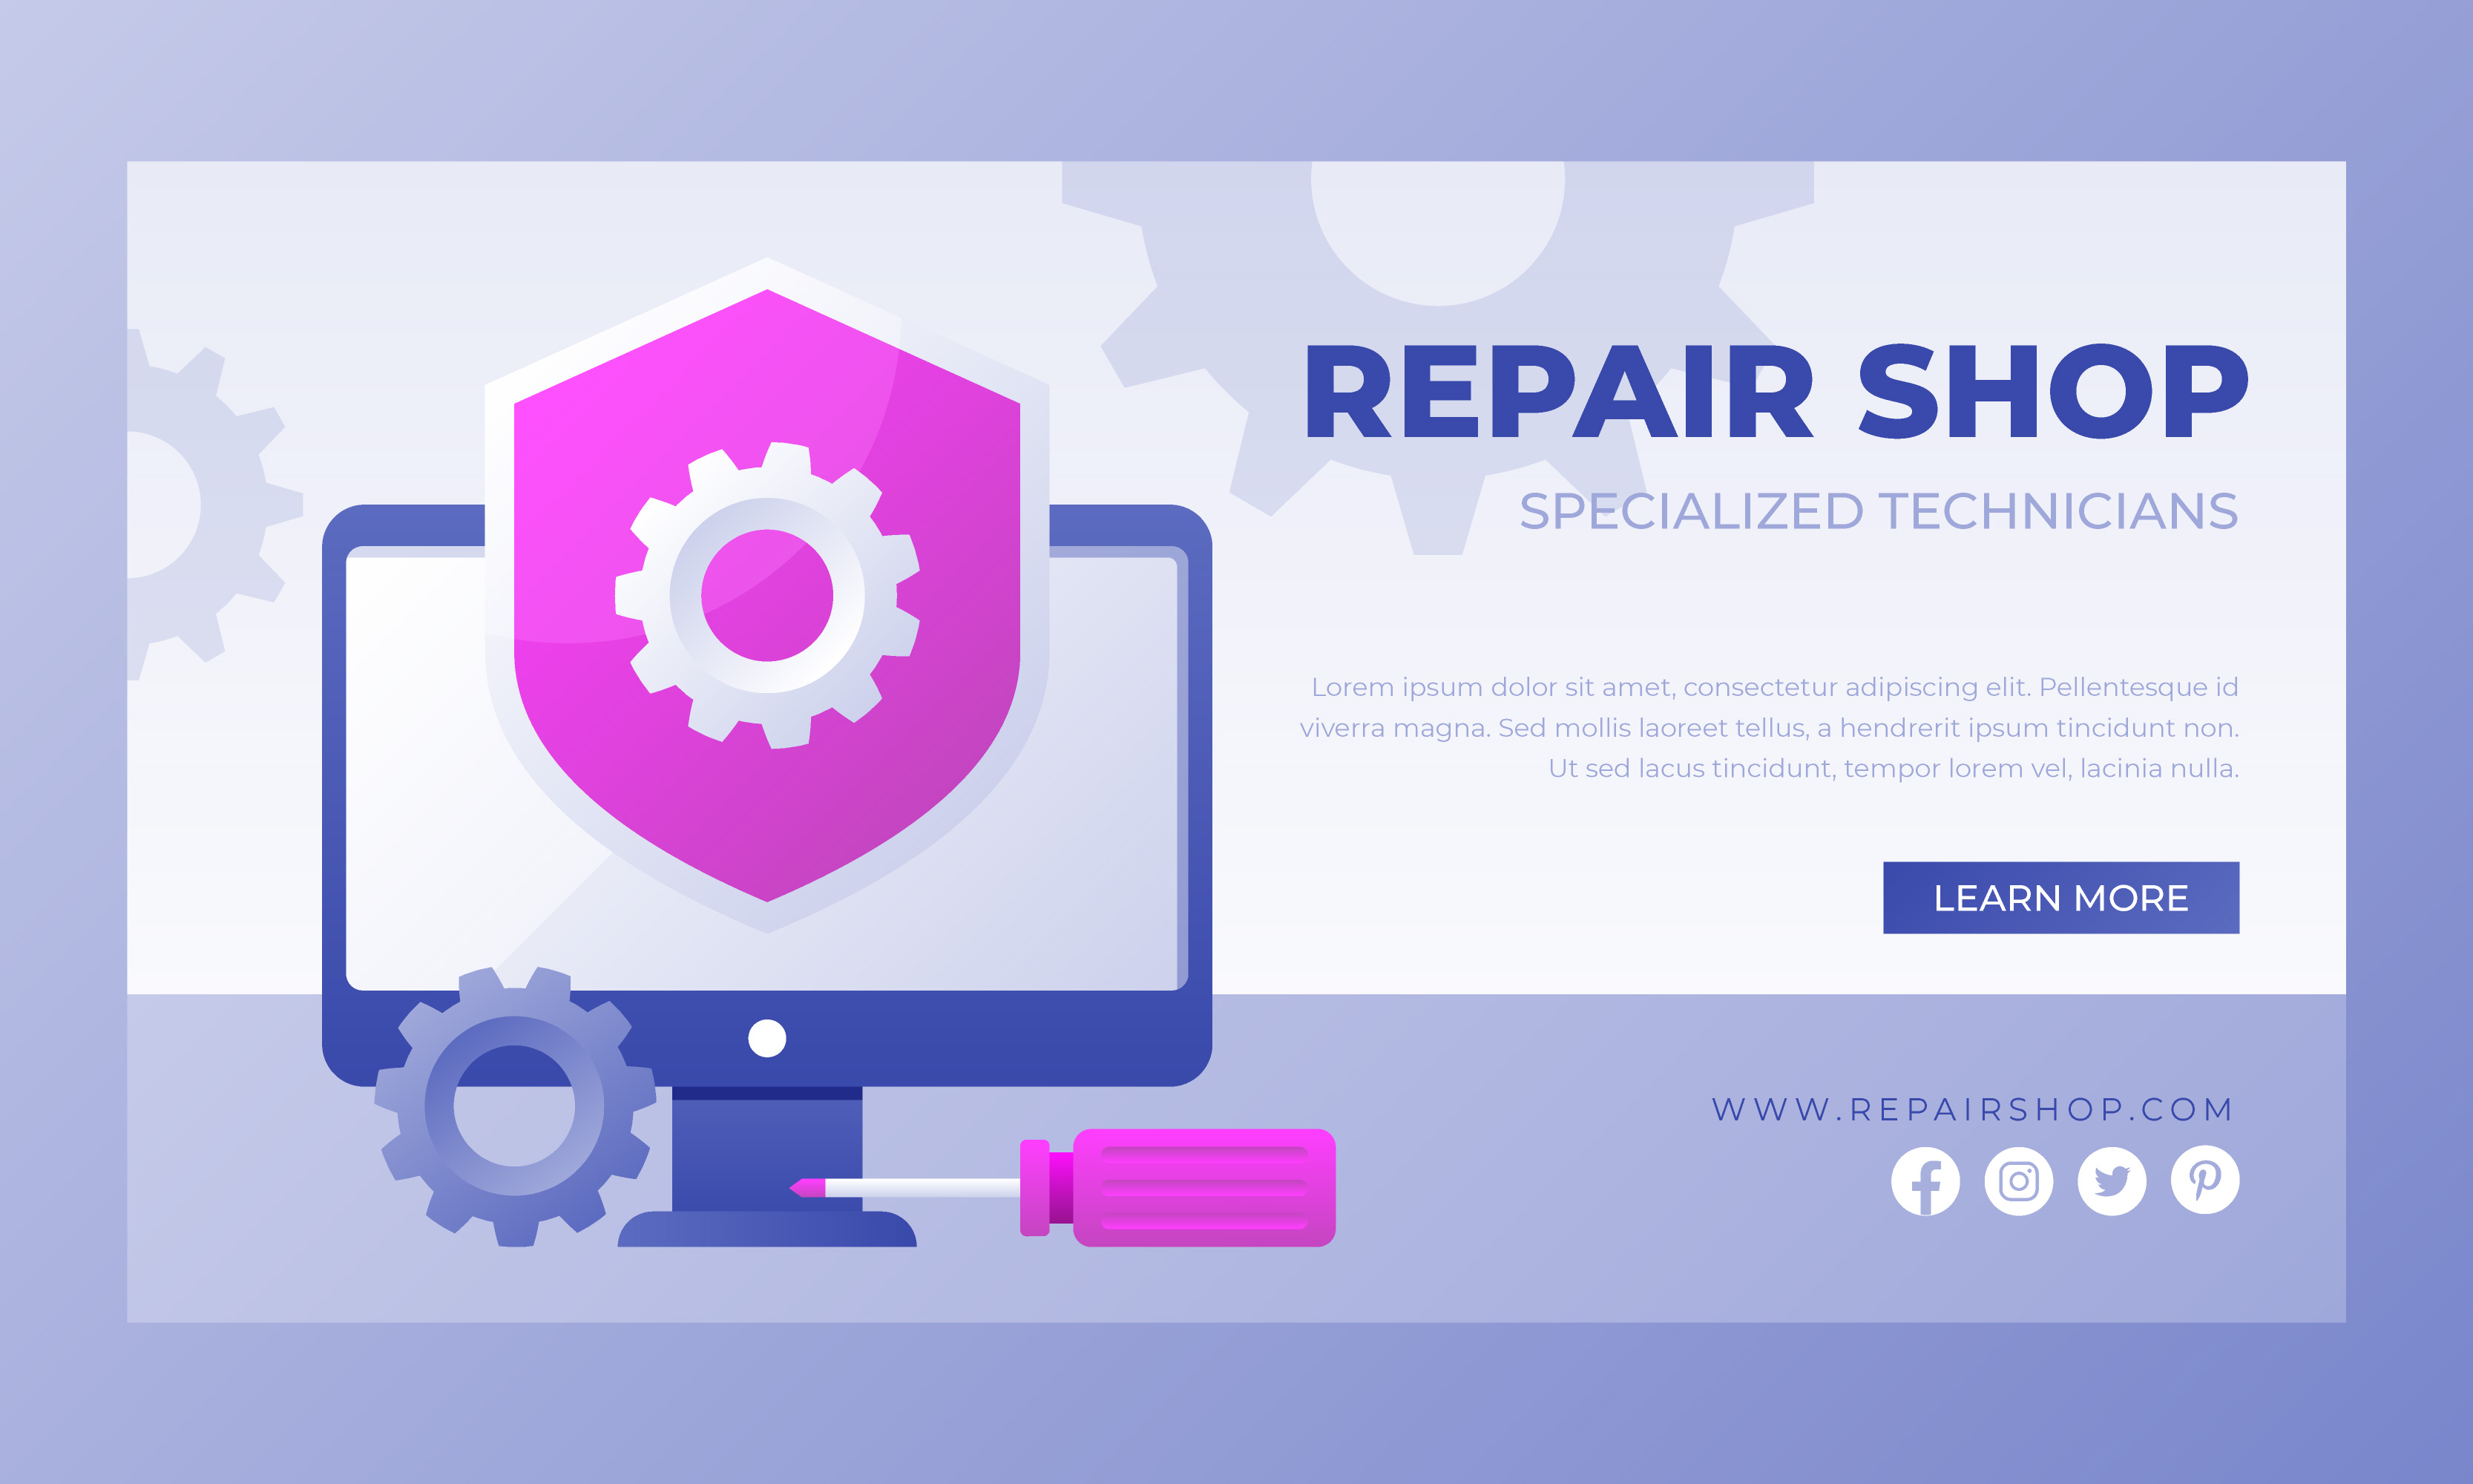 REPAIR SHOP
SPECIALIZED TECHNICIANS
Lorem ipsum dolor sit amet, consectetur adipiscing elit. Pellentesque id
viverra magna. Sed mollis laoreet tellus, a hendrerit ipsum tincidunt non.
Ut sed lacus tincidunt, tempor lorem vel, lacinia nulla.
LEARN MORE
WWW.REPAIRSHOP.COM